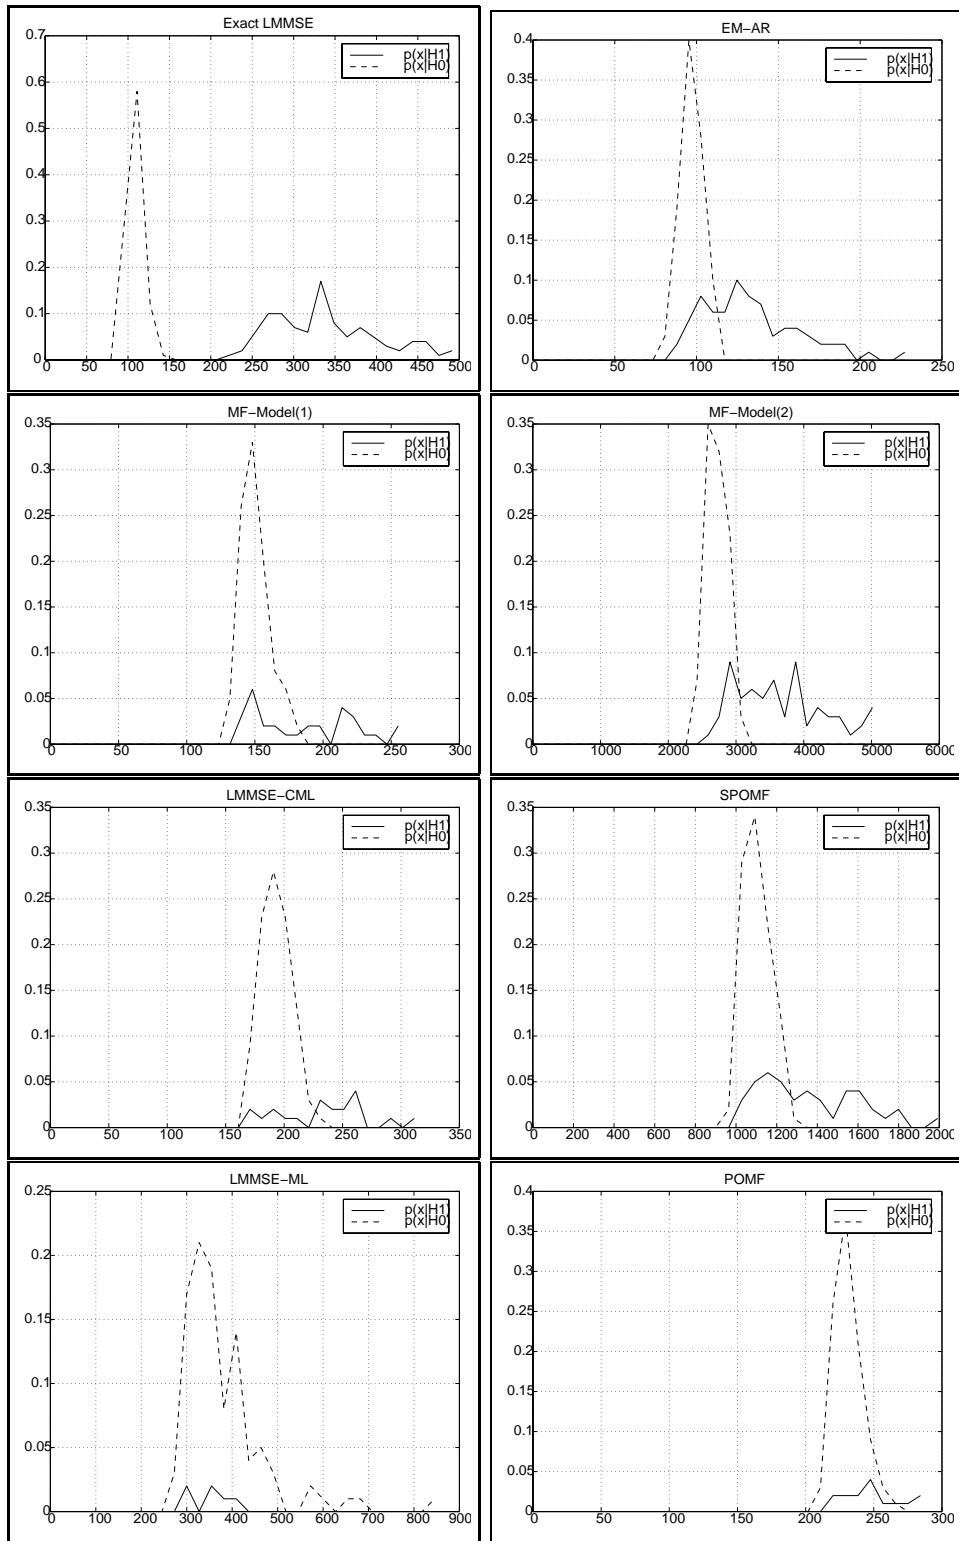 Exact LMMSE
0.7
0.6
0.5
0.4
0.3
0.2
0.1
0
0 50 100 150 200 250 300 350 400 450 500
p(x|H1)
p(x|H0)
EM−AR
0.4
0.35
0.3
0.25
0.2
0.15
0.1
0.05
0
0 50 100 150 200 250
p(x|H1)
p(x|H0)
MF−Model(1)
0.35
0.3
0.25
0.2
0.15
0.1
0.05
0
0 50 100 150 200 250 300
p(x|H1)
p(x|H0)
MF−Model(2)
0.35
0.3
0.25
0.2
0.15
0.1
0.05
0
0 1000 2000 3000 4000 5000 6000
p(x|H1)
p(x|H0)
LMMSE−CML
0.35
0.3
0.25
0.2
0.15
0.1
0.05
0
0 50 100 150 200 250 300 350
p(x|H1)
p(x|H0)
SPOMF
0.35
0.3
0.25
0.2
0.15
0.1
0.05
0
0 200 400 600 800 1000 1200 1400 1600 1800 2000
p(x|H1)
p(x|H0)
LMMSE−ML
0.25
0.2
0.15
0.1
0.05
0
0 100 200 300 400 500 600 700 800 900
p(x|H1)
p(x|H0)
POMF
0.4
0.35
0.3
0.25
0.2
0.15
0.1
0.05
0
0 50 100 150 200 250 300
p(x|H1)
p(x|H0)